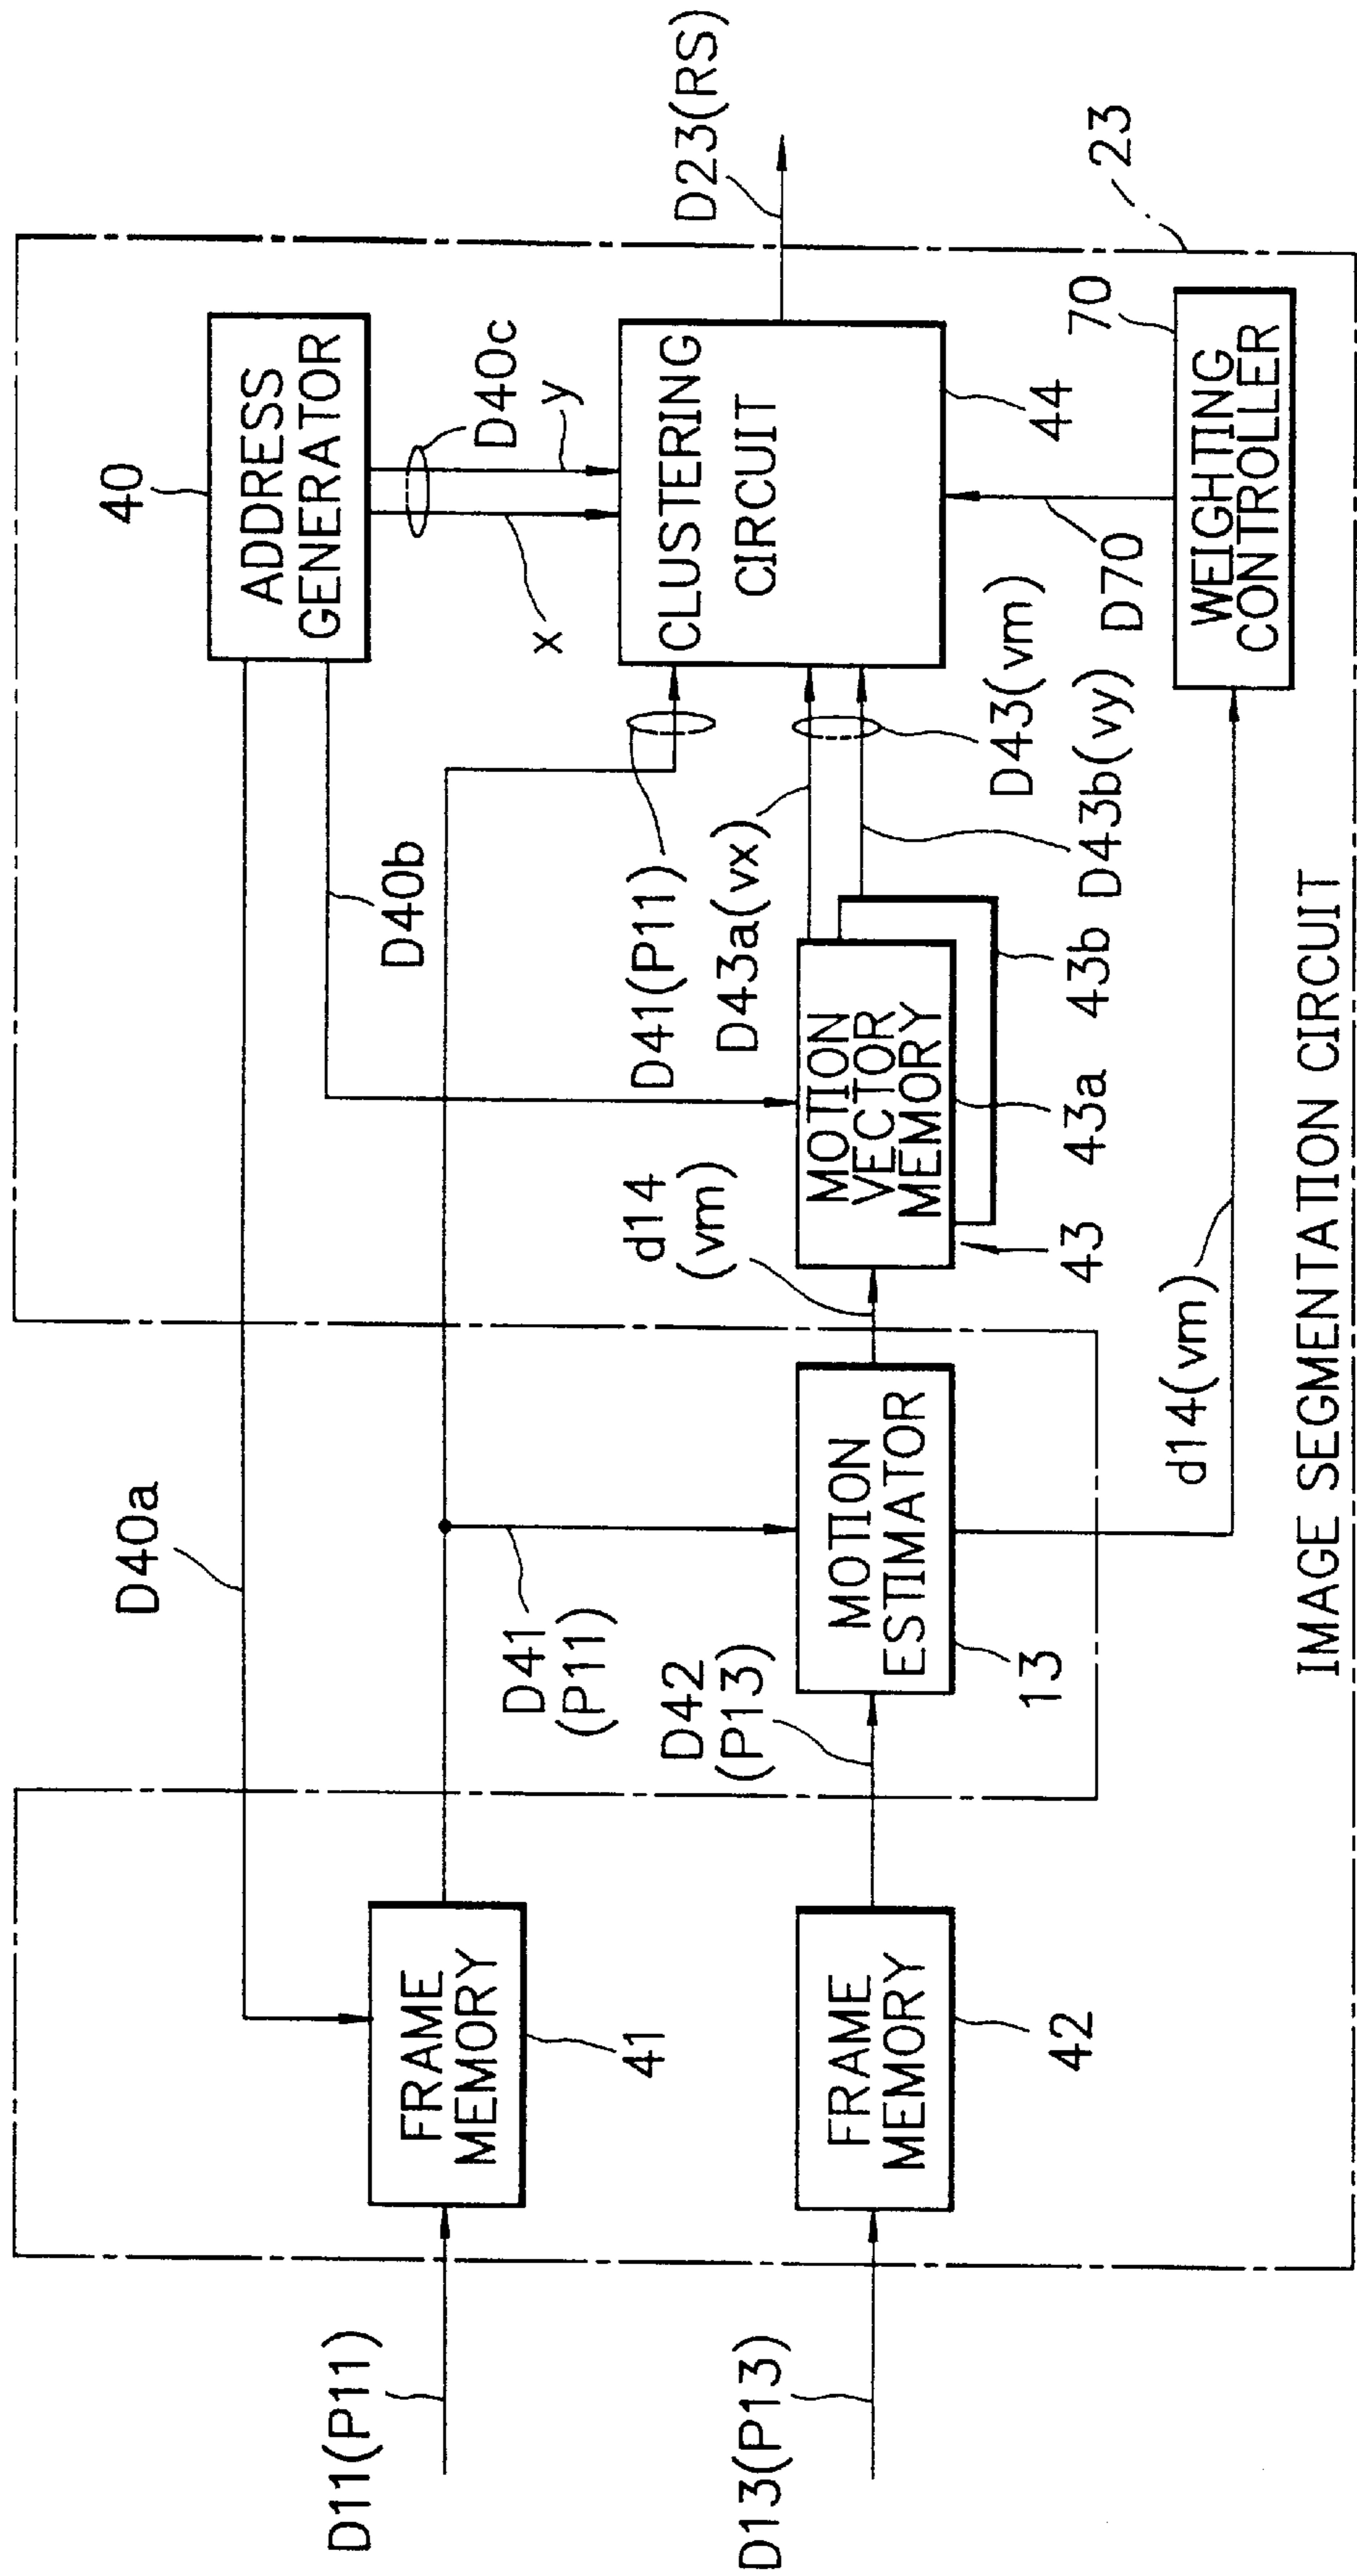 D40a
40
ADDRESS
GENERATOR
D40b
D40c
x
y
D11(P11)
FRAME
MEMORY
41
D41
(P11)
D41(P11)
D43a(vx)
CLUSTERING
CIRCUIT
D23(RS)
44
D13(P13)
FRAME
MEMORY
42
D42
(P13)
MOTION
ESTIMATOR
13
d14
(vm)
MOTION
VECTOR
MEMORY
43
43a
43b
D43(vm)
D43b(vy)
D70
70
WEIGHTING
CONTROLLER
23
d14(vm)
IMAGE SEGMENTATION CIRCUIT